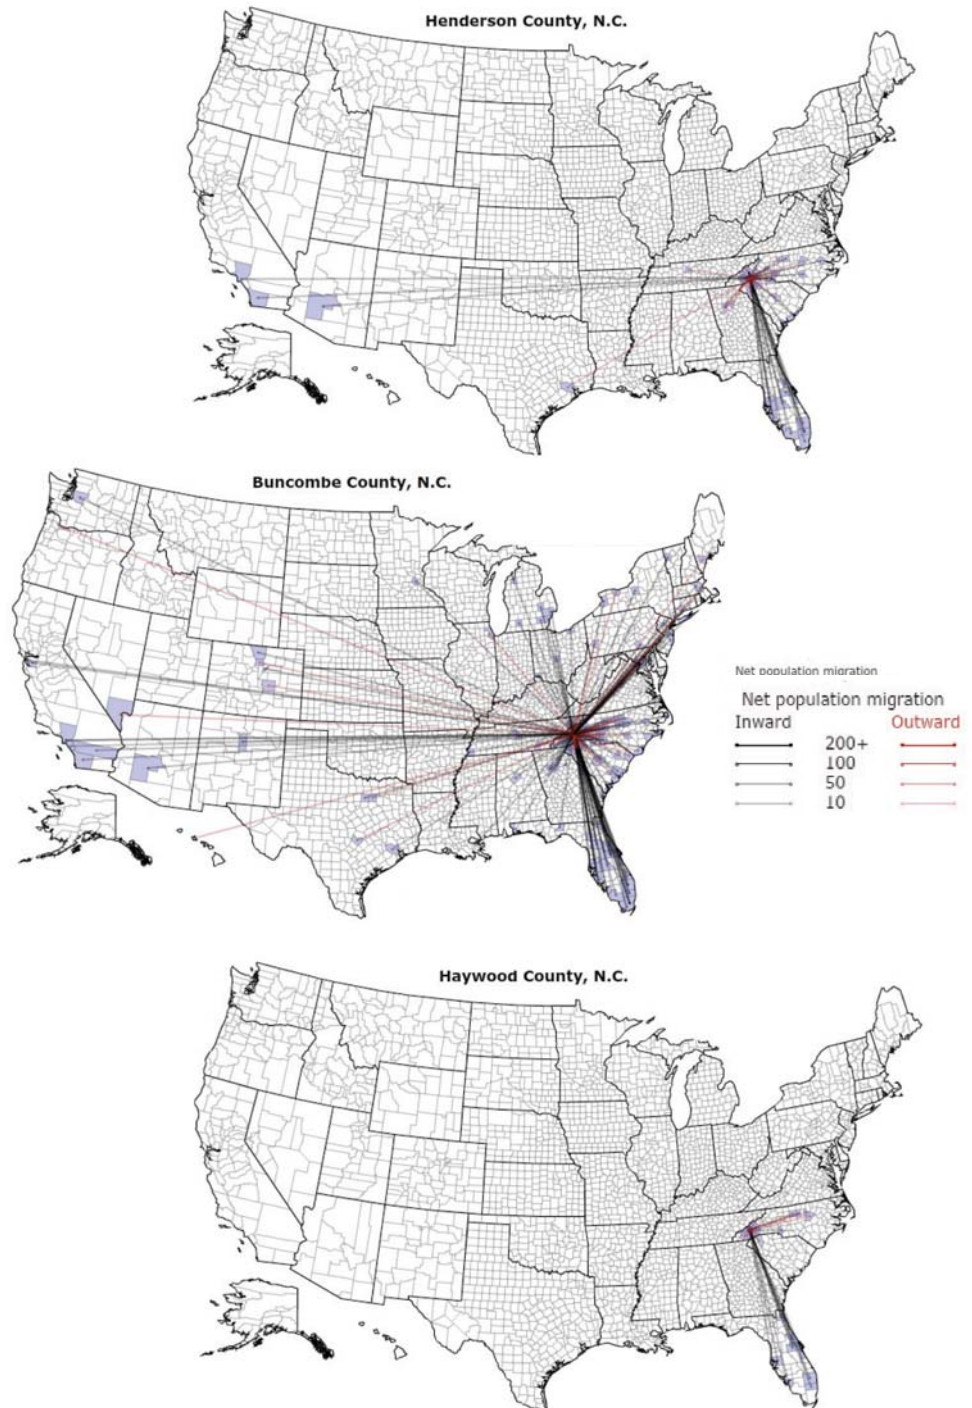 Henderson County, N.C.
Buncombe County, N.C.
Net population migration
Net population migration
Inward Outward
200+
100
50
10
Haywood County, N.C.